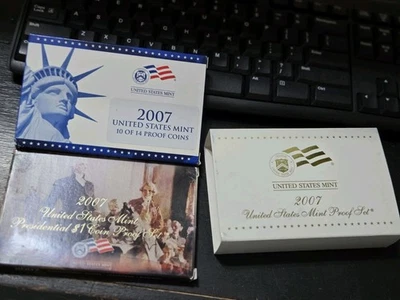 UNITED STATES MINT
2007
UNITED STATES MINT
10 OF 14 PROOF COINS
2007
United States Mint
Presidential $1 Coin Proof Set
UNITED STATES MINT
2007
United States Mint Proof Set